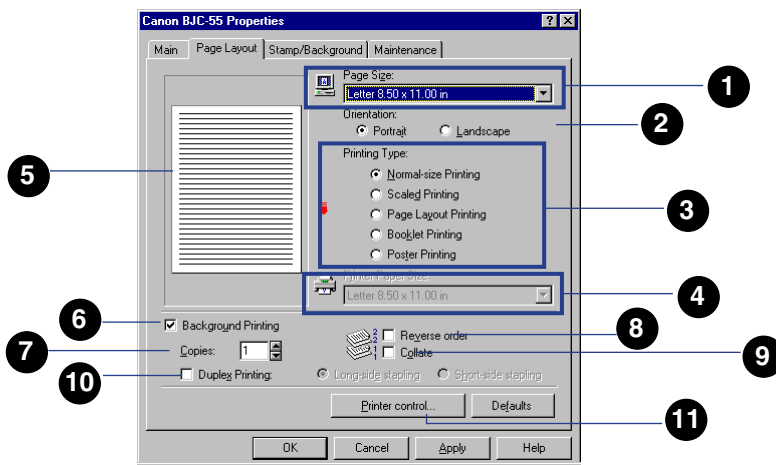 Canon BJC-55 Properties
Main Page Layout Stamp/Background Maintenance
Page Size:
Letter 8.50 x 11.00 in
1
Orientation:
Portrait Landscape
2
Printing Type:
Normal-size Printing
Scaled Printing
Page Layout Printing
Booklet Printing
Poster Printing
3
5
Printer Paper Size:
Letter 8.50 x 11.00 in
4
6
Background Printing
Reverse order
8
7
Copies: 1
2 2
1 1
Collate
9
10
Duplex Printing: Long-side stapling Short-side stapling
Printer control... Defaults
11
OK Cancel Apply Help